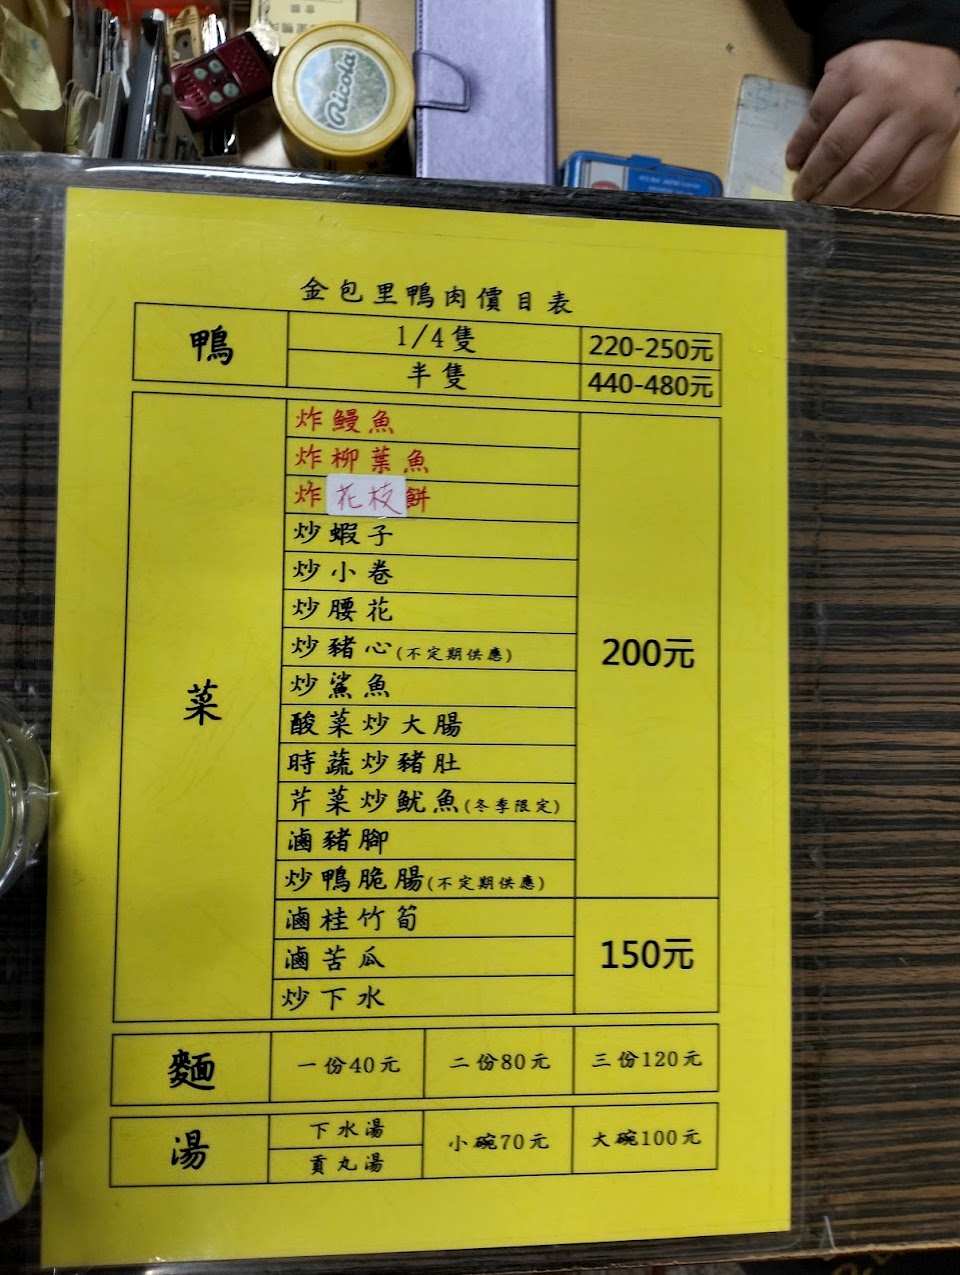 Ricola
金包里鴨肉價目表
鴨
1/4隻 220-250元
半隻 440-480元
菜
炸鰻魚
炸柳葉魚
炸花枝餅
炒蝦子
炒小卷
炒腰花
炒豬心(不定期供應)
炒鯊魚
酸菜炒大腸
時蔬炒豬肚
芹菜炒魷魚(冬季限定)
滷豬腳
炒鴨脆腸(不定期供應)
200元
滷桂竹筍
滷苦瓜
炒下水
150元
麵 一份40元 二份80元 三份120元
湯
下水湯
貢丸湯
小碗70元 大碗100元